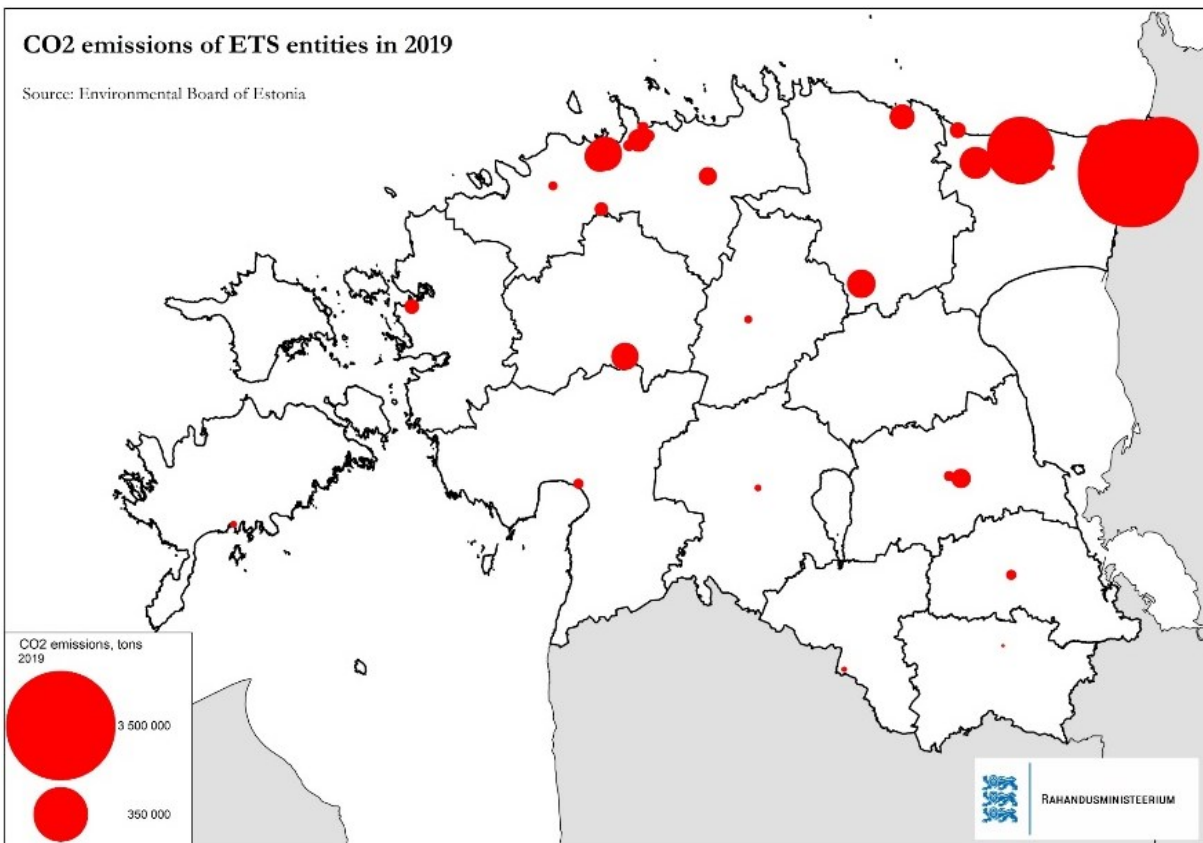 CO2 emissions of ETS entities in 2019
Source: Environmental Board of Estonia
CO2 emissions, tons
2019
3 500 000
350 000
RAHANDUSMINISTEERIUM